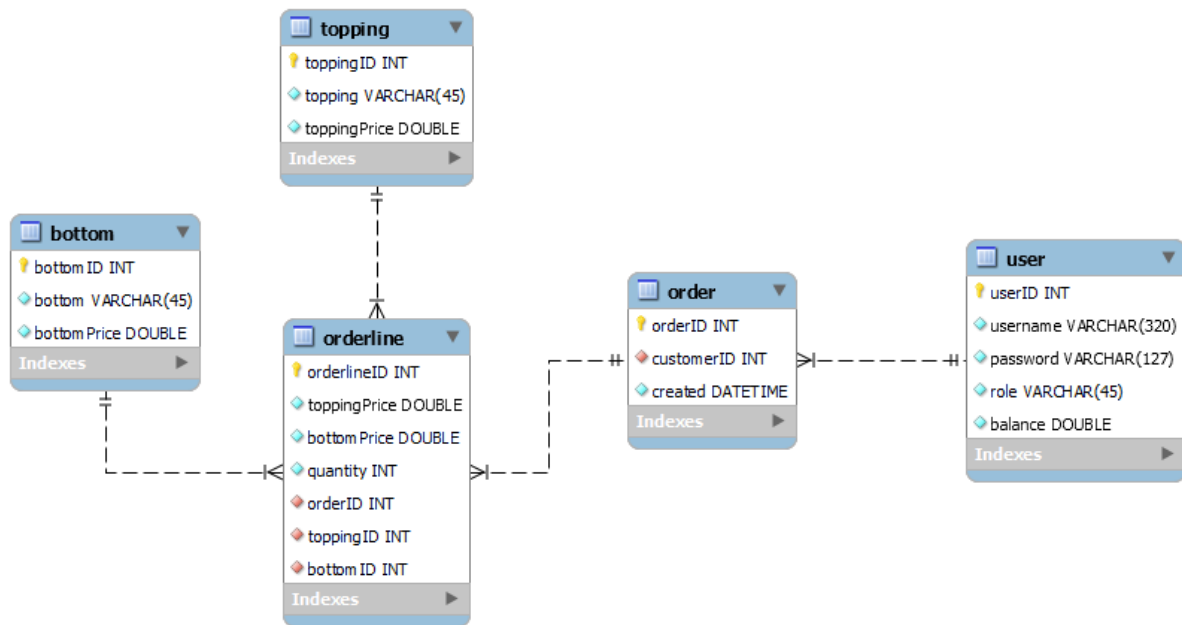 topping
toppingID INT
topping VARCHAR(45)
toppingPrice DOUBLE
Indexes
bottom
bottomID INT
bottom VARCHAR(45)
bottomPrice DOUBLE
Indexes
orderline
orderlineID INT
toppingPrice DOUBLE
bottomPrice DOUBLE
quantity INT
orderID INT
toppingID INT
bottomID INT
Indexes
order
orderID INT
customerID INT
created DATETIME
Indexes
user
userID INT
username VARCHAR(320)
password VARCHAR(127)
role VARCHAR(45)
balance DOUBLE
Indexes